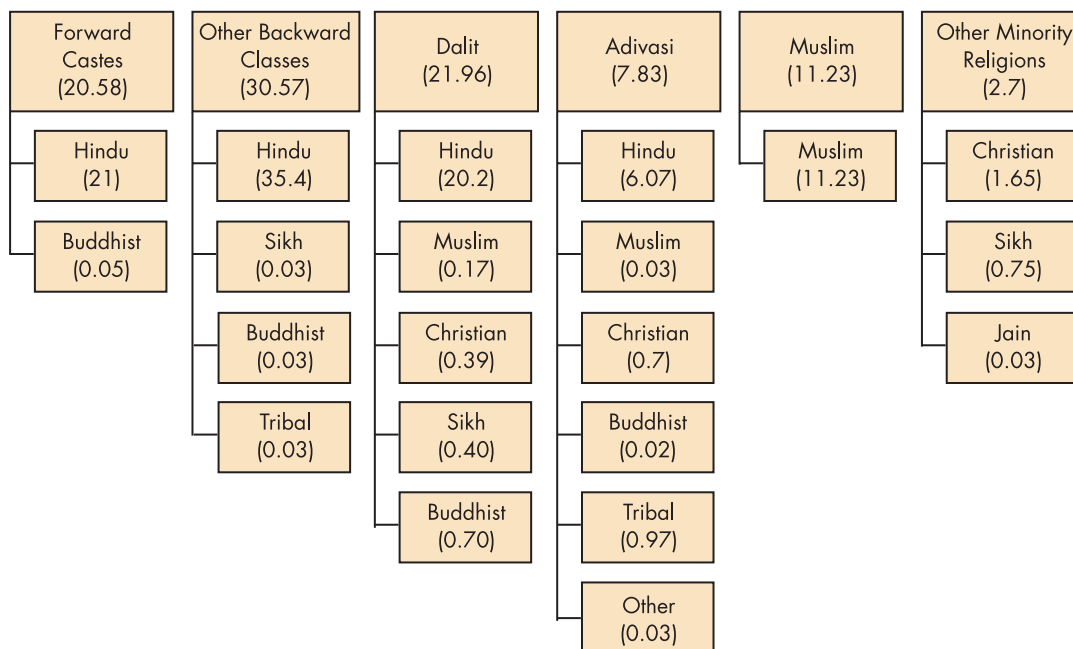 Forward
Castes
(20.58)
Hindu
(21)
Buddhist
(0.05)
Other Backward
Classes
(30.57)
Hindu
(35.4)
Sikh
(0.03)
Buddhist
(0.03)
Tribal
(0.03)
Dalit
(21.96)
Hindu
(20.2)
Muslim
(0.17)
Christian
(0.39)
Sikh
(0.40)
Buddhist
(0.70)
Adivasi
(7.83)
Hindu
(6.07)
Muslim
(0.03)
Christian
(0.7)
Buddhist
(0.02)
Tribal
(0.97)
Other
(0.03)
Muslim
(11.23)
Muslim
(11.23)
Other Minority
Religions
(2.7)
Christian
(1.65)
Sikh
(0.75)
Jain
(0.03)